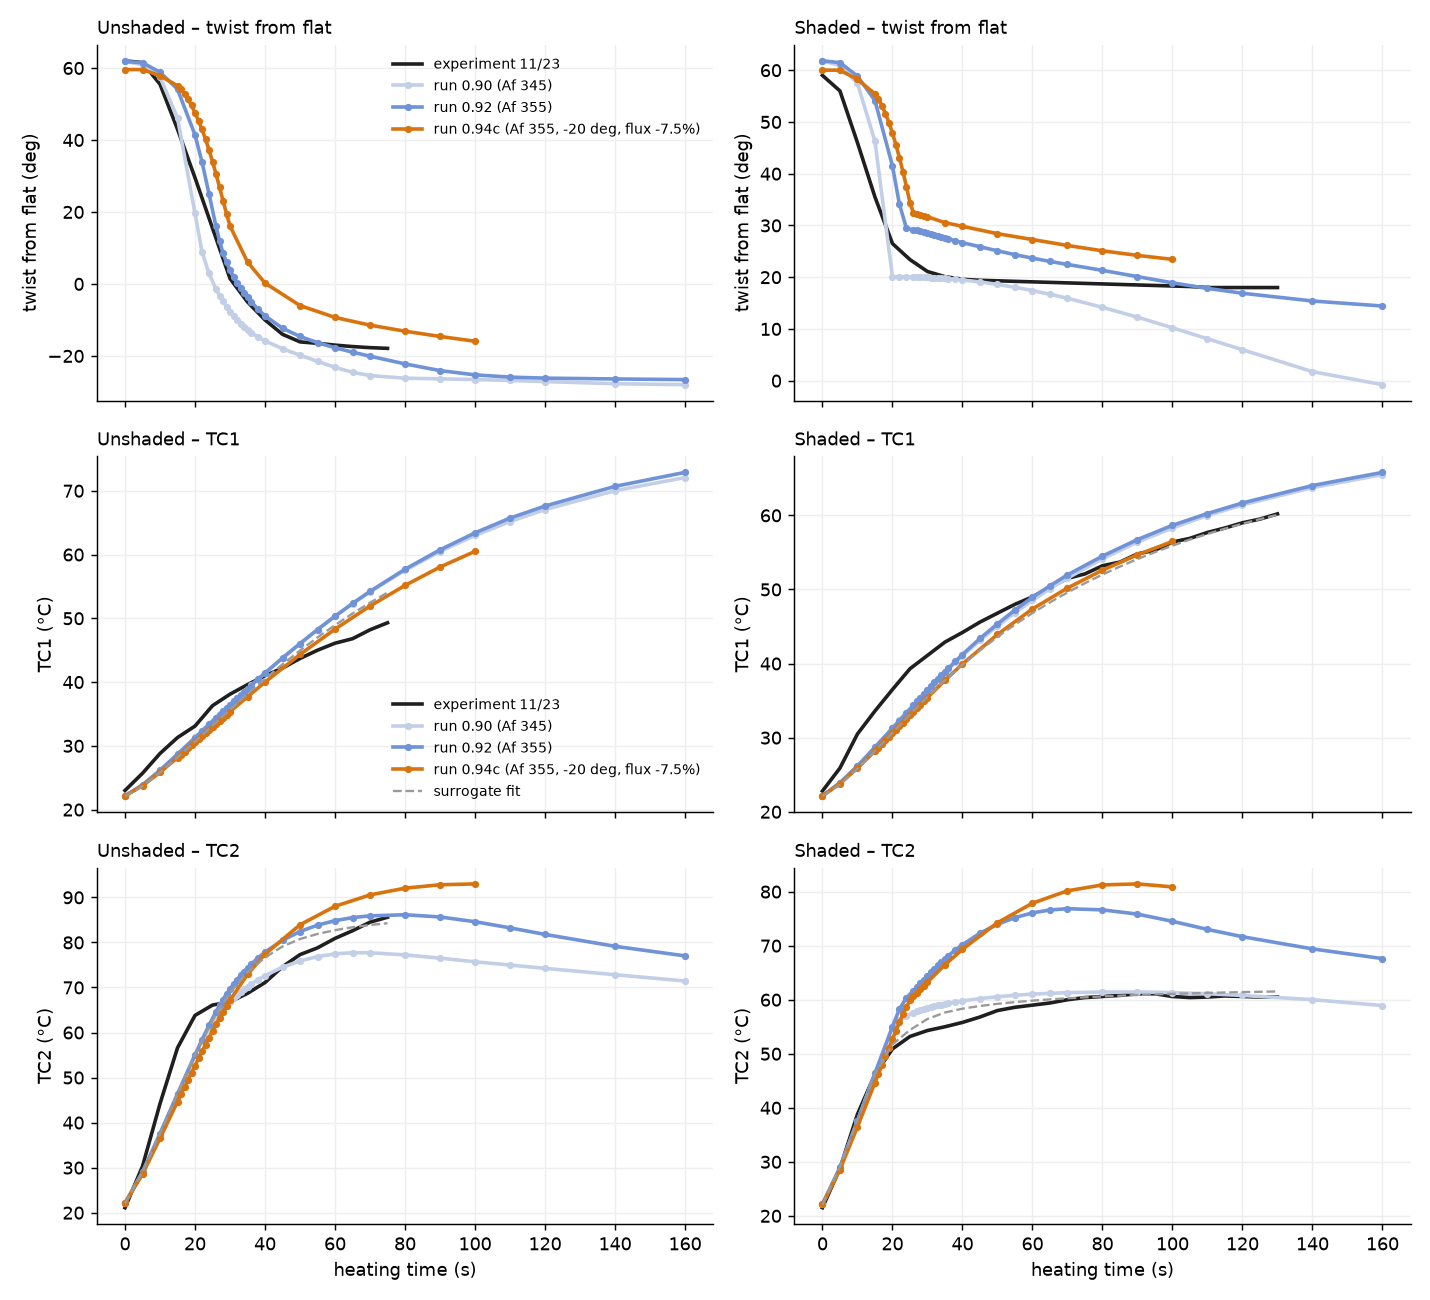 Unshaded – twist from flat
twist from flat (deg)
60
40
20
0
−20
experiment 11/23
run 0.90 (Af 345)
run 0.92 (Af 355)
run 0.94c (Af 355, -20 deg, flux -7.5%)
Shaded – twist from flat
twist from flat (deg)
60
50
40
30
20
10
0
Unshaded – TC1
TC1 (°C)
70
60
50
40
30
20
experiment 11/23
run 0.90 (Af 345)
run 0.92 (Af 355)
run 0.94c (Af 355, -20 deg, flux -7.5%)
surrogate fit
Shaded – TC1
TC1 (°C)
60
50
40
30
20
Unshaded – TC2
TC2 (°C)
90
80
70
60
50
40
30
20
0 20 40 60 80 100 120 140 160
heating time (s)
Shaded – TC2
TC2 (°C)
80
70
60
50
40
30
20
0 20 40 60 80 100 120 140 160
heating time (s)